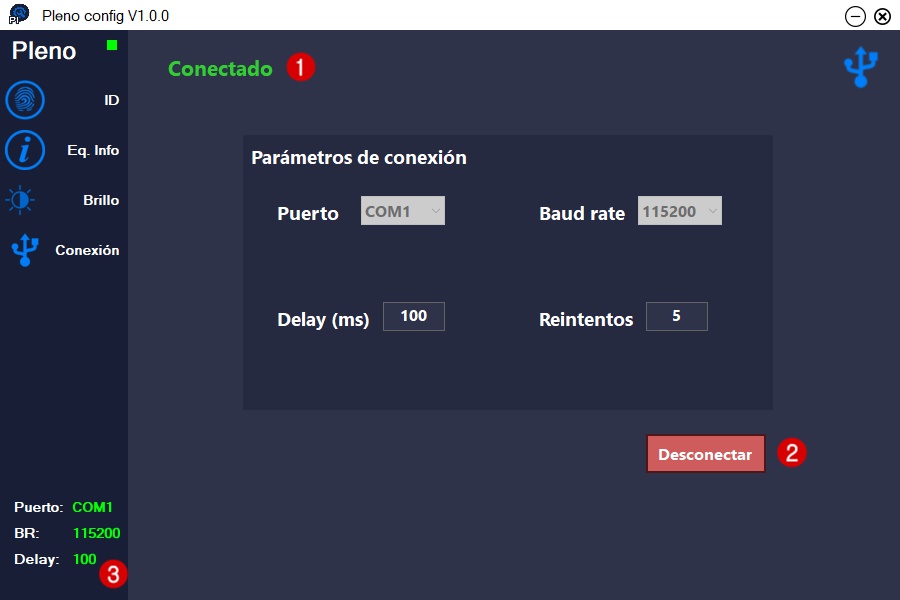 Pleno config V1.0.0
Pleno
ID
Eq. Info
Brillo
Conexión
Conectado
1
Parámetros de conexión
Puerto COM1
Baud rate 115200
Delay (ms) 100
Reintentos 5
Desconectar
2
Puerto: COM1
BR: 115200
Delay: 100
3